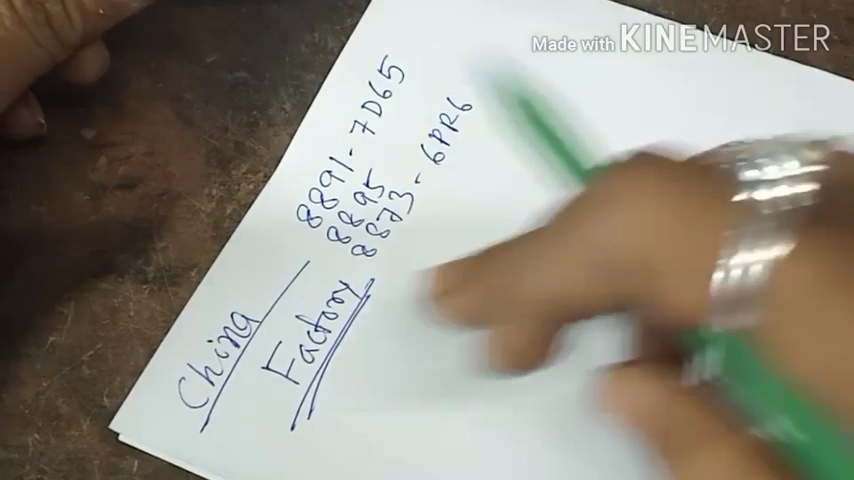 Made with KINEMASTER
8891-7D65
8895
8873-6PR6
China
Factory